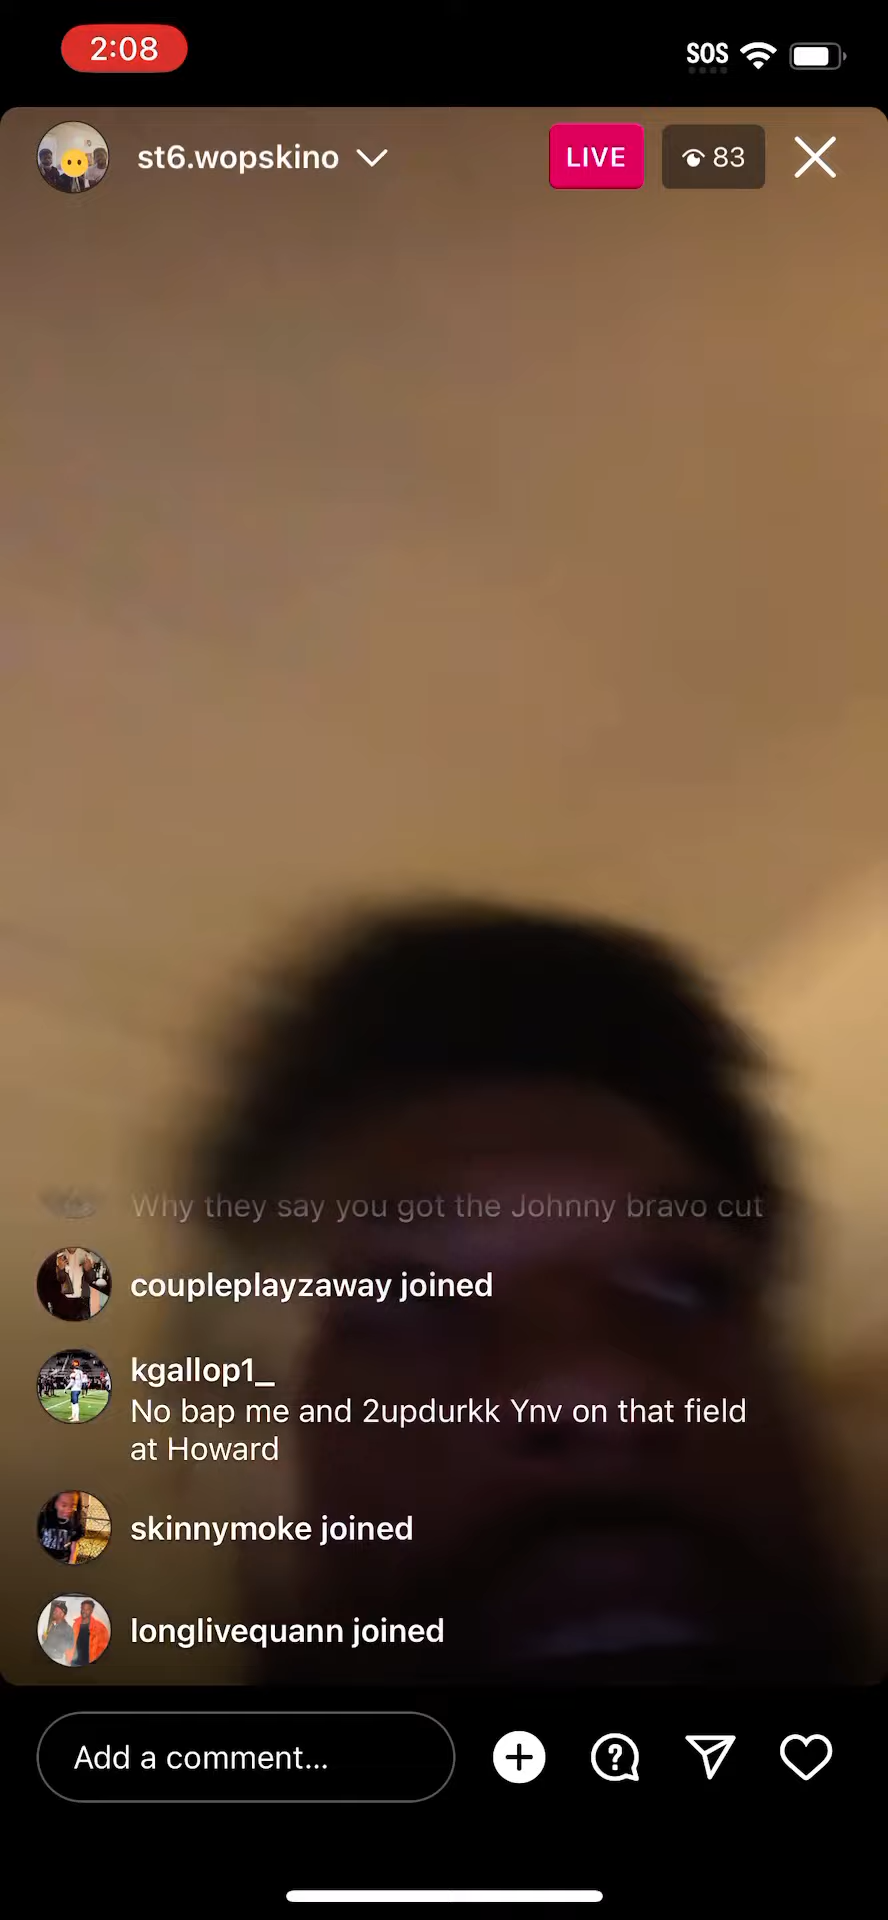 2:08
SOS
st6.wopskino
LIVE
83
Why they say you got the Johnny bravo cut
coupleplayzaway joined
kgallop1_
No bap me and 2updurkk Ynv on that field
at Howard
skinnymoke joined
longlivequann joined
Add a comment...